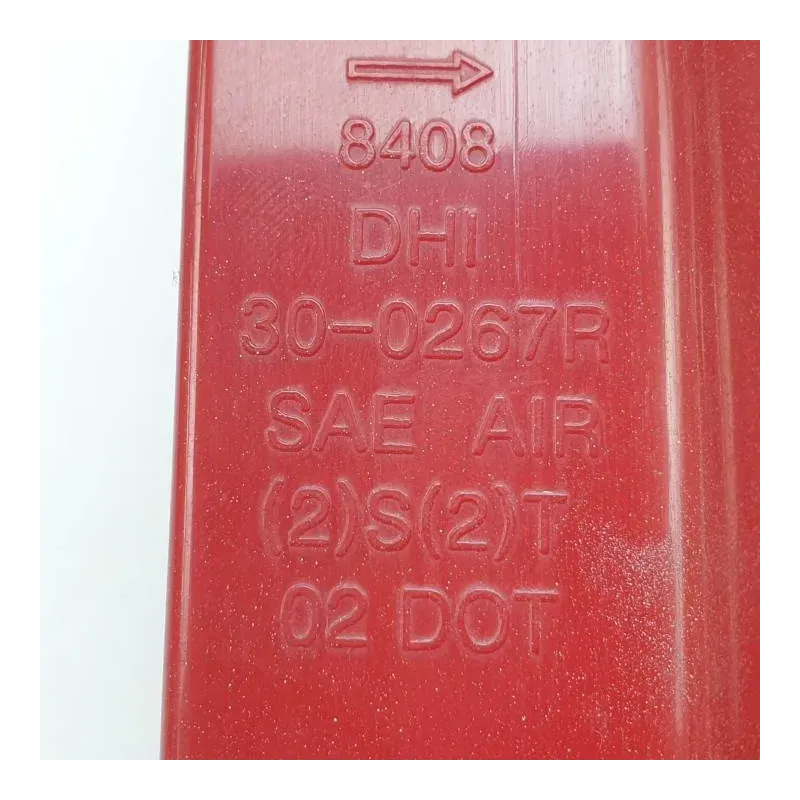 8408
DHI
30-0267R
SAE AIR
(2)S(2)T
02 DOT